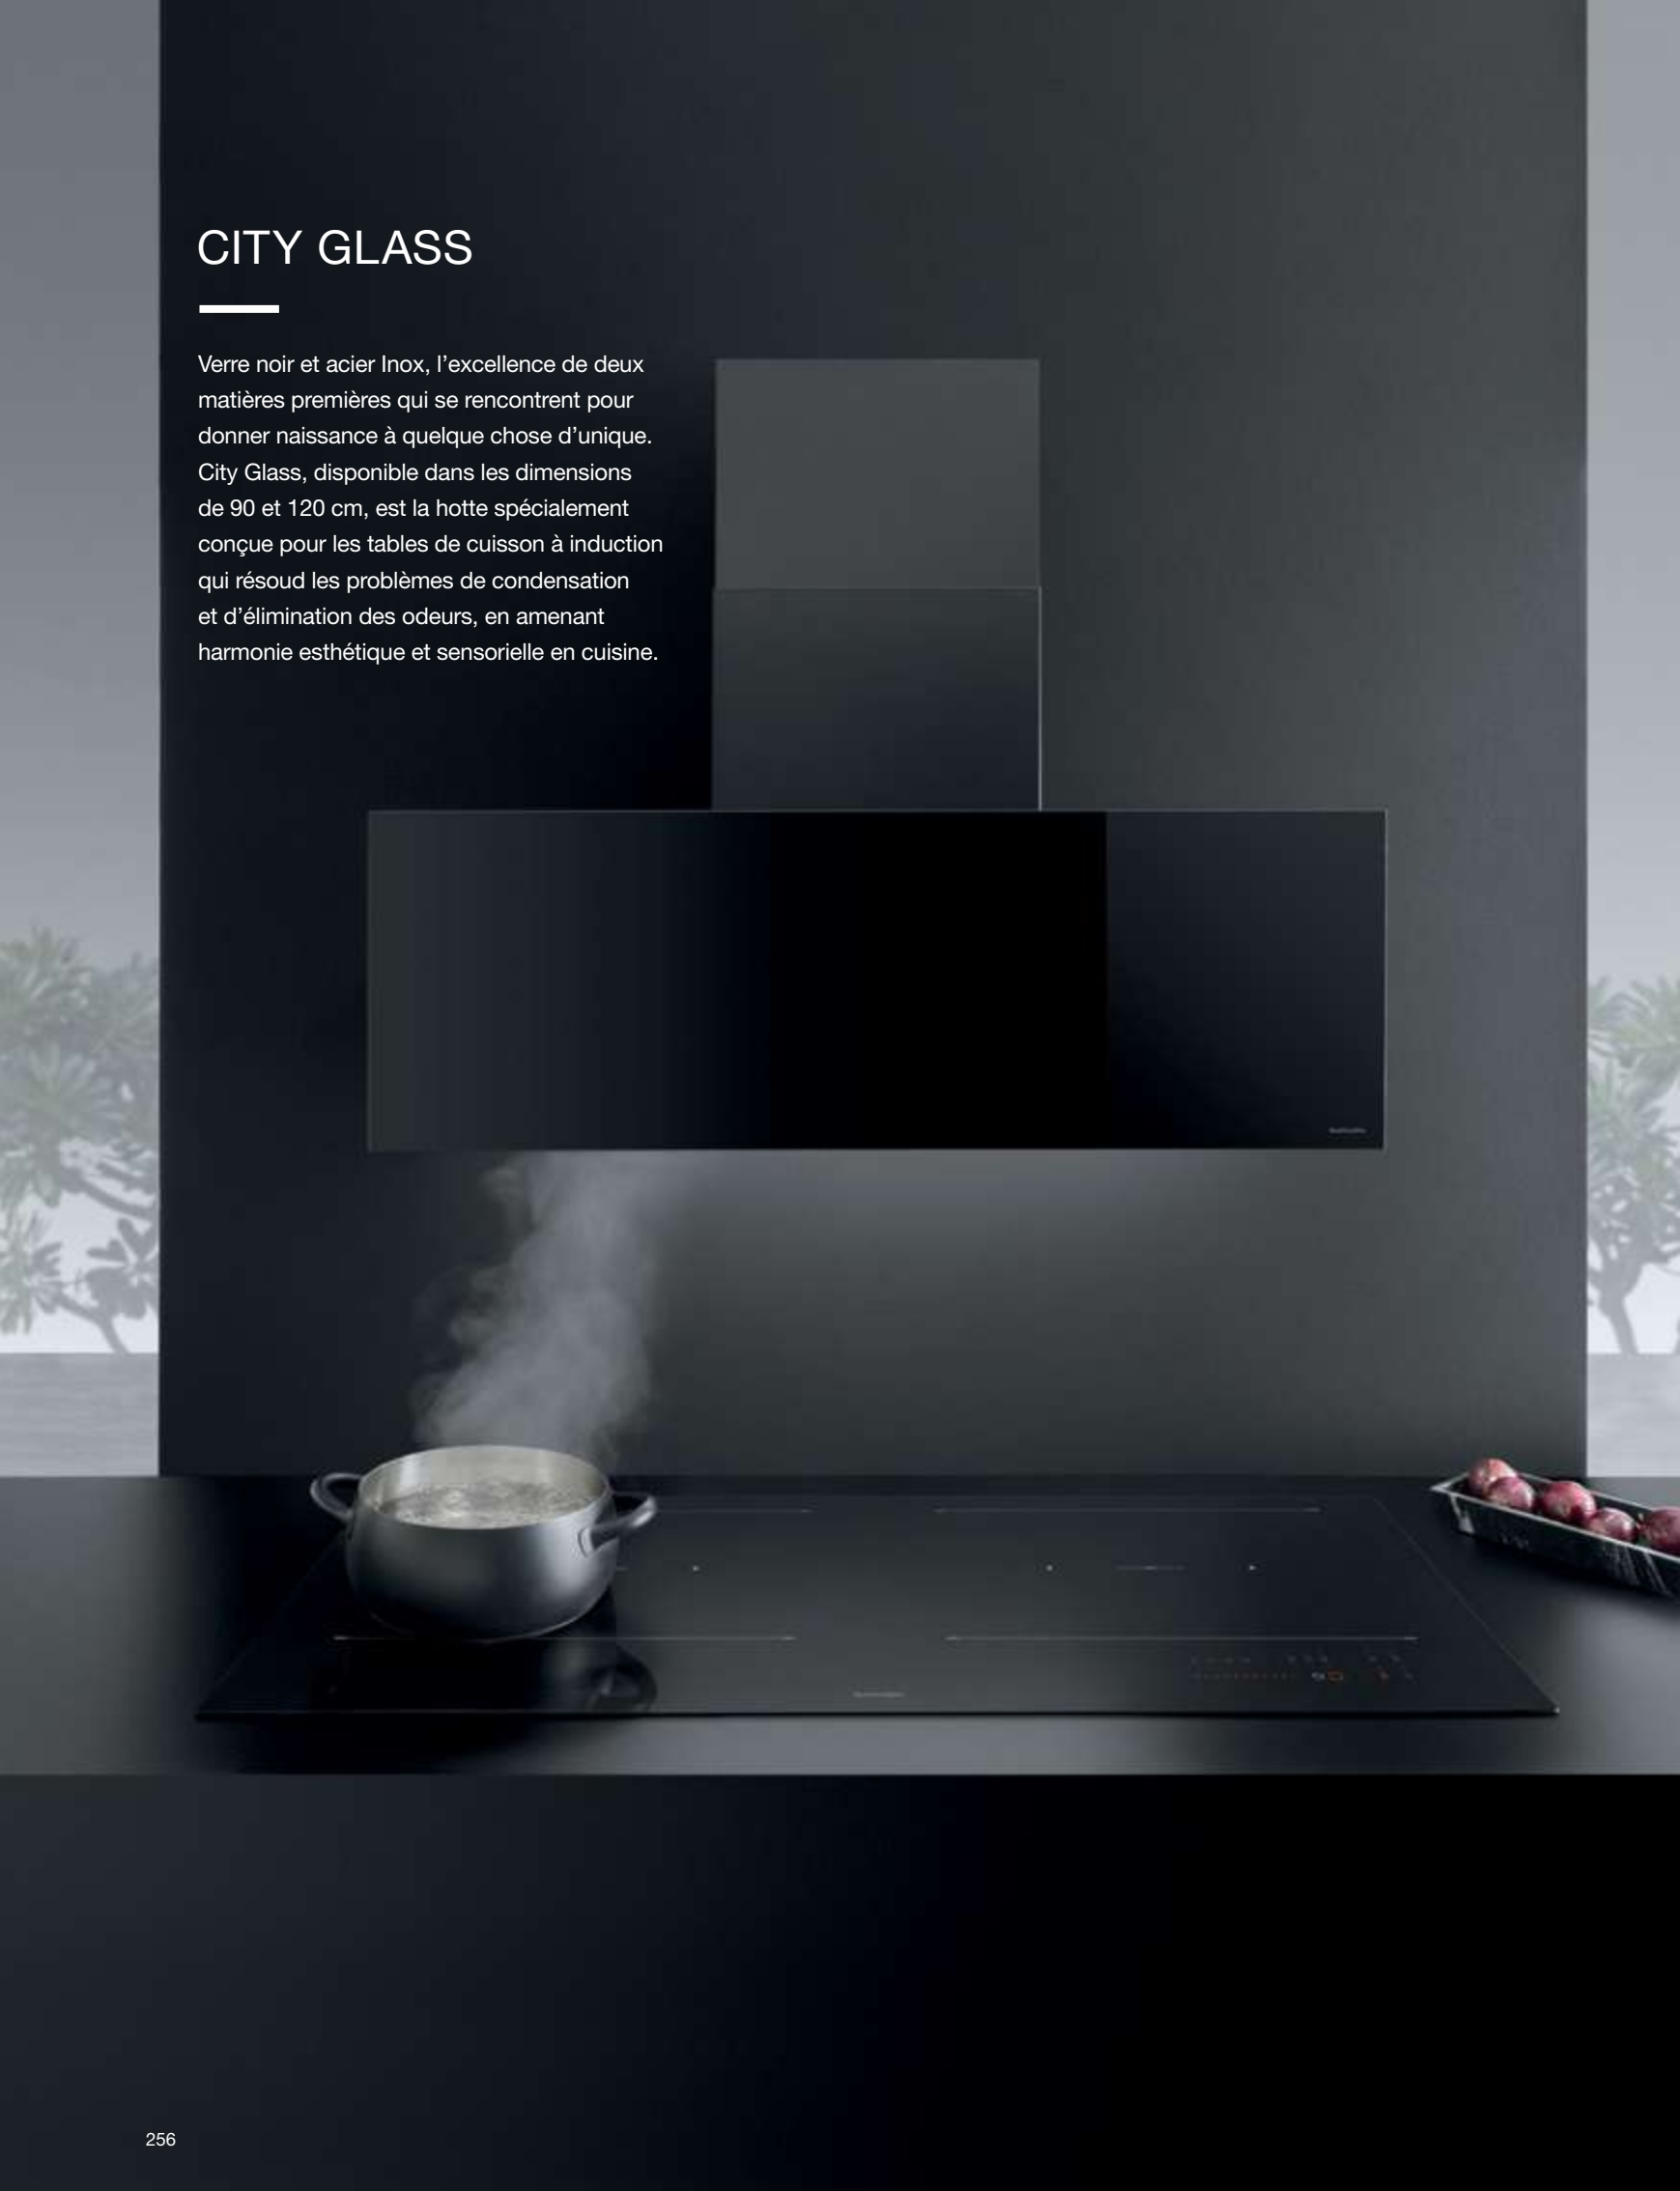 CITY GLASS
Verre noir et acier Inox, l’excellence de deux
matières premières qui se rencontrent pour
donner naissance à quelque chose d’unique.
City Glass, disponible dans les dimensions
de 90 et 120 cm, est la hotte spécialement
conçue pour les tables de cuisson à induction
qui résoud les problèmes de condensation
et d’élimination des odeurs, en amenant
harmonie esthétique et sensorielle en cuisine.
256